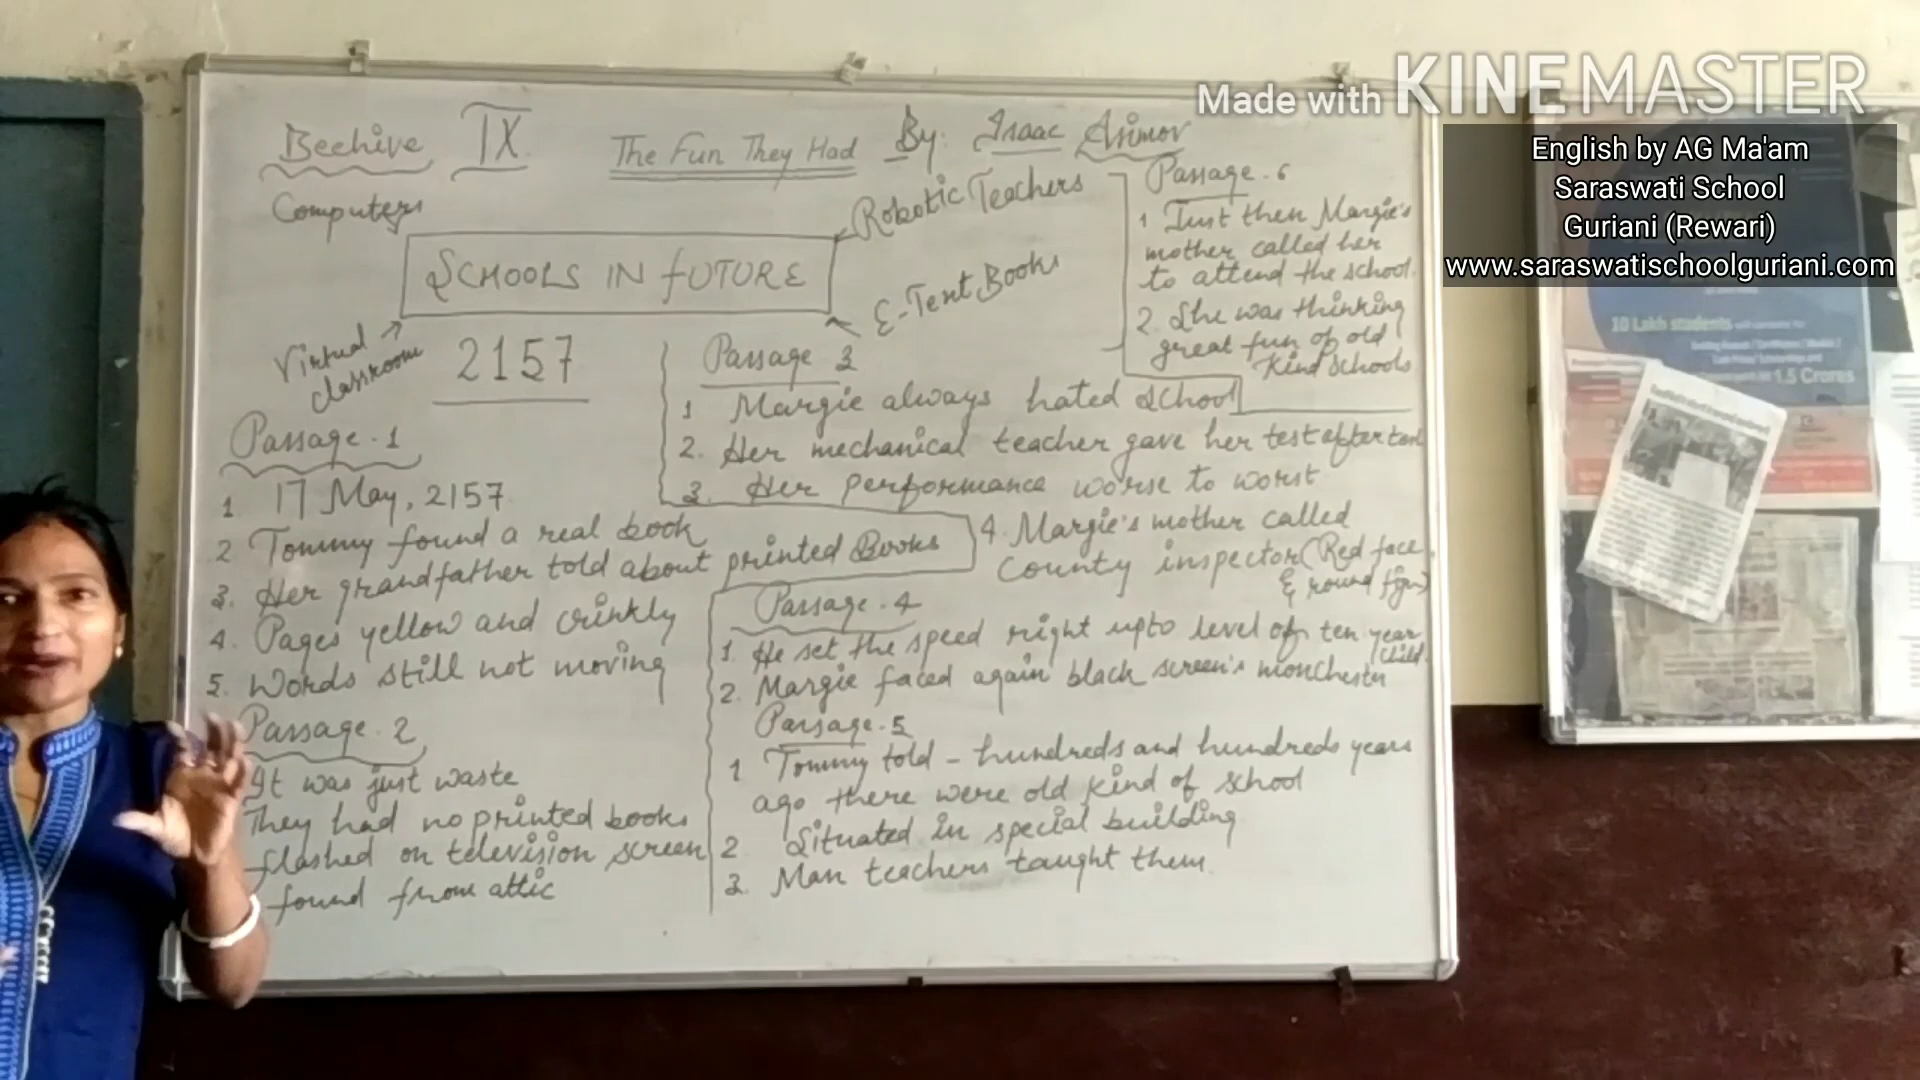 Made with KINEMASTER
English by AG Ma'am
Saraswati School
Guriani (Rewari)
www.saraswatischoolguriani.com
Beehive IX The Fun They Had By: Isaac Asimov
Computers
Robotic Teachers
SCHOOLS IN FUTURE
E-Text Books
Virtual
classroom
2157
Passage.1
1. 17 May, 2157
2 Tommy found a real book
3. Her grandfather told about printed Books
4. Pages yellow and crinkly
5. Words still not moving
Passage.2
It was just waste
They had no printed books
flashed on television screen
found from attic
Passage 3
1 Margie always hated school
2. Her mechanical teacher gave her test after test
3. Her performance worse to worst
4. Margie's mother called
County inspector (Red face
& round
Passage.4
1. He set the speed right upto level of ten year
child.
2. Margie faced again black screen's
Passage.5
1 Tommy told - hundreds and hundreds years
ago there were old kind of school
2 Situated in special building
3. Man teachers taught them.
Passage.6
1 Just then Margie's
mother called her
to attend the school.
2. She was thinking
great fun of old
Kind schools
10 Lakh students
1.5 Crores